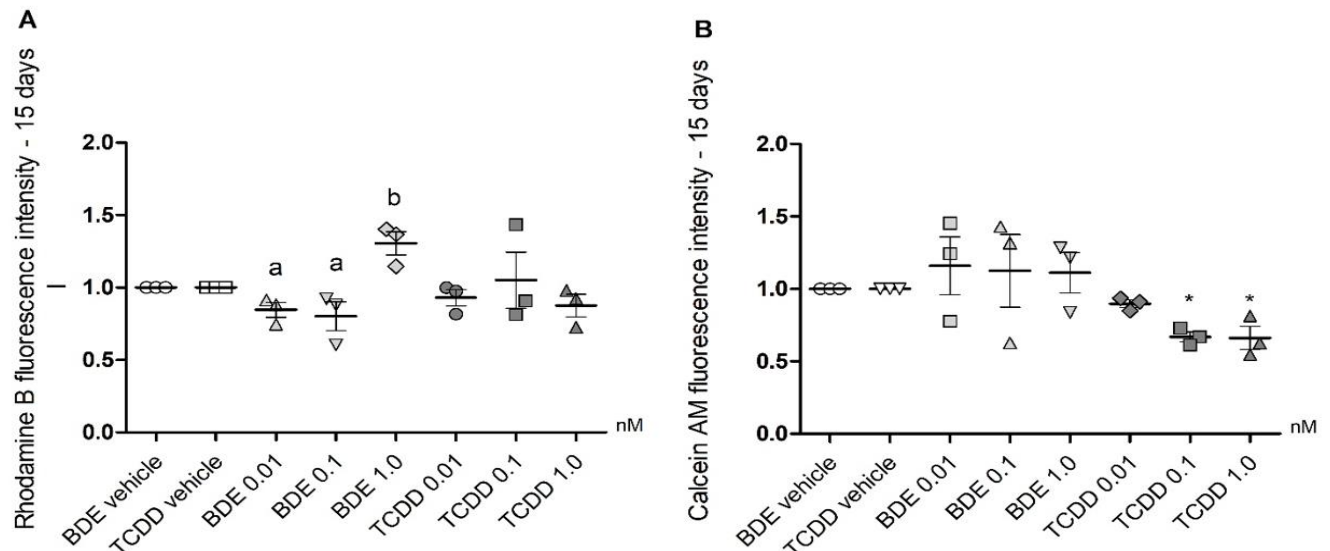 A
Rhodamine B fluorescence intensity - 15 days
2.0
1.5
1.0
0.5
0.0
a
a
b
nM
BDE vehicle
TCDD vehicle
BDE 0.01
BDE 0.1
BDE 1.0
TCDD 0.01
TCDD 0.1
TCDD 1.0
B
Calcein AM fluorescence intensity - 15 days
2.0
1.5
1.0
0.5
0.0
*
*
nM
BDE vehicle
TCDD vehicle
BDE 0.01
BDE 0.1
BDE 1.0
TCDD 0.01
TCDD 0.1
TCDD 1.0